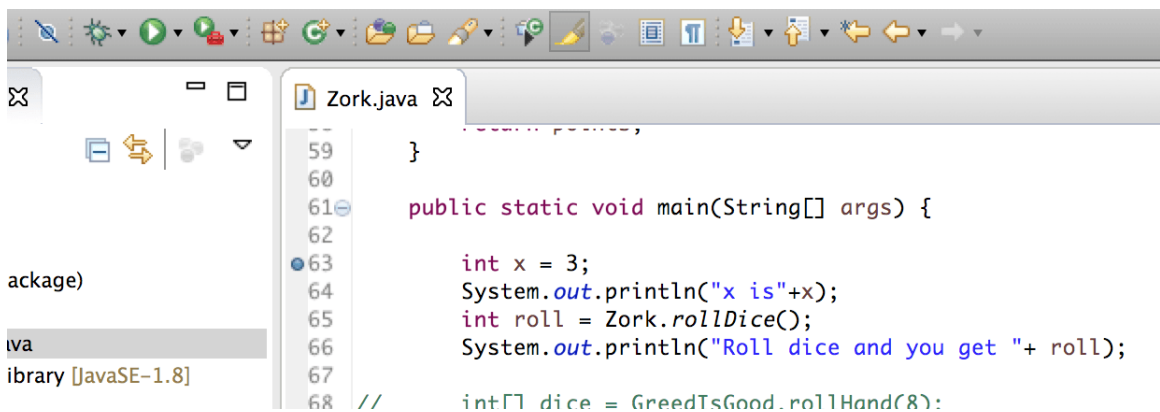 Zork.java
59 }
60
61 public static void main(String[] args) {
62
63 int x = 3;
64 System.out.println("x is"+x);
65 int roll = Zork.rollDice();
66 System.out.println("Roll dice and you get "+ roll);
67
68 // int[] dice = GreedIsGood.rollHand(8);
ackage)
ava
ibrary [JavaSE-1.8]